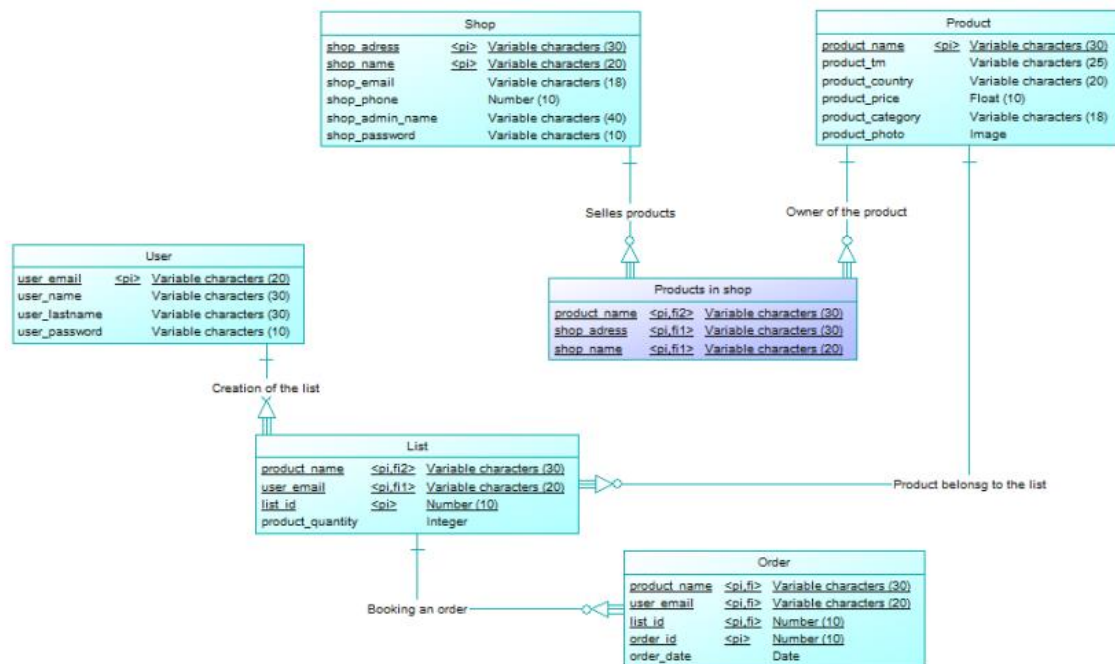 Shop
shop_adress <pi> Variable characters (30)
shop_name <pi> Variable characters (20)
shop_email Variable characters (18)
shop_phone Number (10)
shop_admin_name Variable characters (40)
shop_password Variable characters (10)
Product
product_name <pi> Variable characters (30)
product_tm Variable characters (25)
product_country Variable characters (20)
product_price Float (10)
product_category Variable characters (18)
product_photo Image
Selles products
Owner of the product
User
user_email <pi> Variable characters (20)
user_name Variable characters (30)
user_lastname Variable characters (30)
user_password Variable characters (10)
Products in shop
product_name <pi,fi2> Variable characters (30)
shop_adress <pi,fi1> Variable characters (30)
shop_name <pi,fi1> Variable characters (20)
Creation of the list
List
product_name <pi,fi2> Variable characters (30)
user_email <pi,fi1> Variable characters (20)
list_id <pi> Number (10)
product_quantity Integer
Product belonsg to the list
Booking an order
Order
product_name <pi,fi> Variable characters (30)
user_email <pi,fi> Variable characters (20)
list_id <pi,fi> Number (10)
order_id <pi> Number (10)
order_date Date